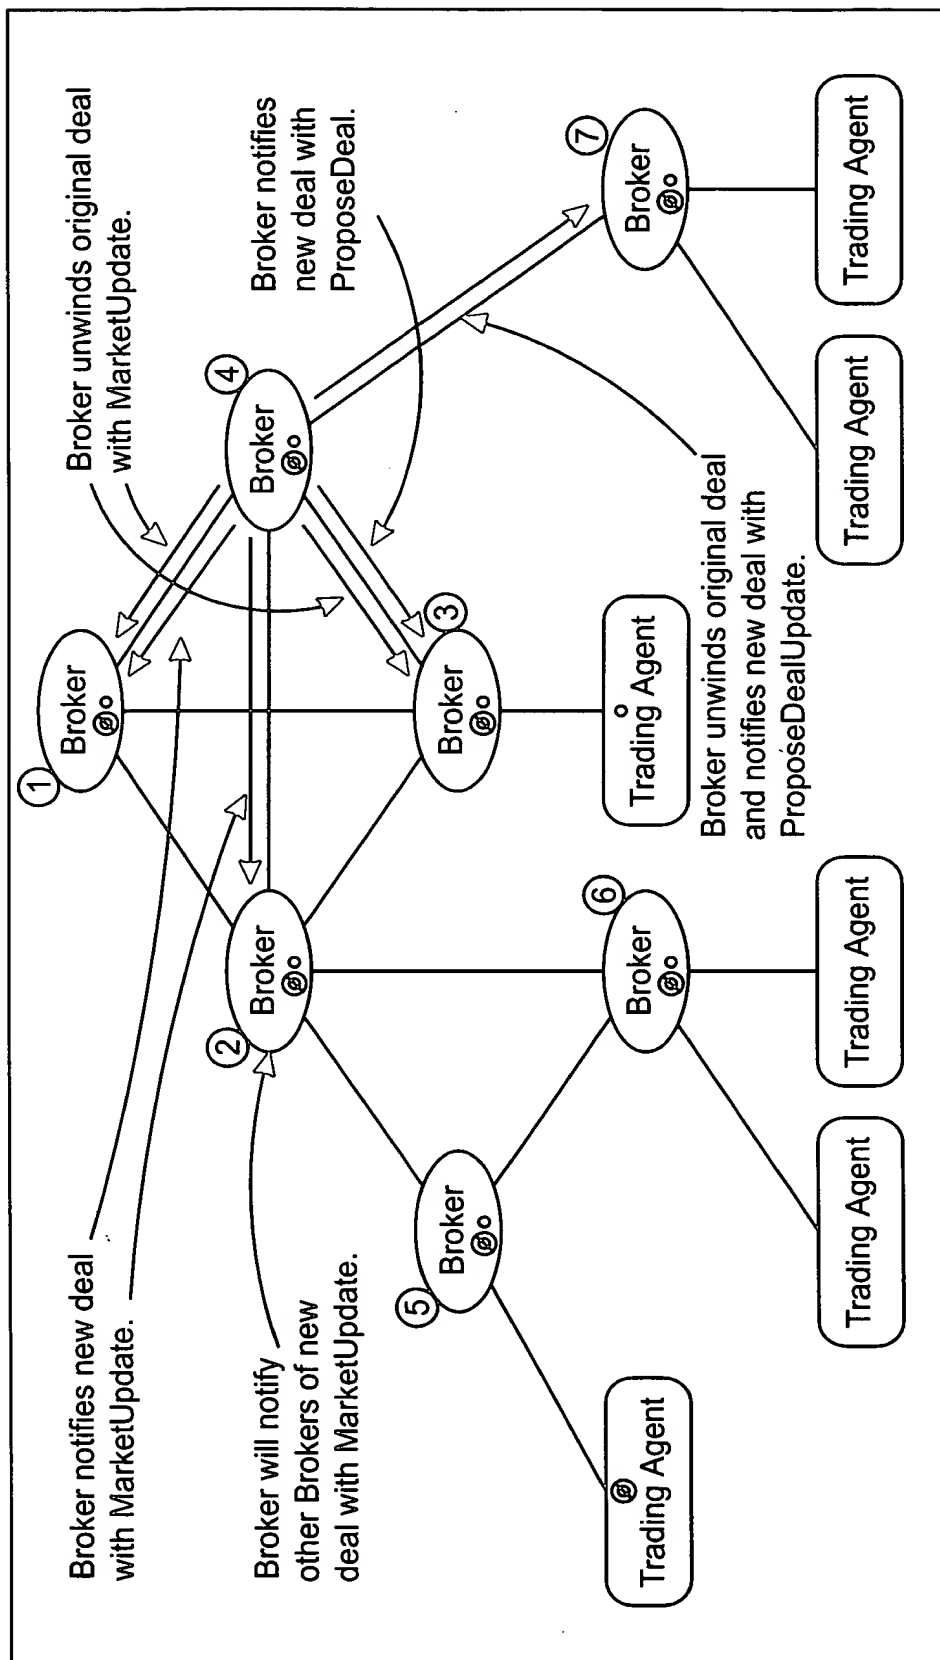 Broker notifies new deal
with MarketUpdate.
Broker unwinds original deal
with MarketUpdate.
1
Broker
Broker will notify
other Brokers of new
deal with MarketUpdate.
2
Broker
4
Broker
Broker notifies
new deal with
ProposeDeal.
5
Broker
3
Broker
6
Broker
7
Broker
Trading Agent
Trading Agent
Broker unwinds original deal
and notifies new deal with
ProposeDealUpdate.
Trading Agent
Trading Agent
Trading Agent
Trading Agent